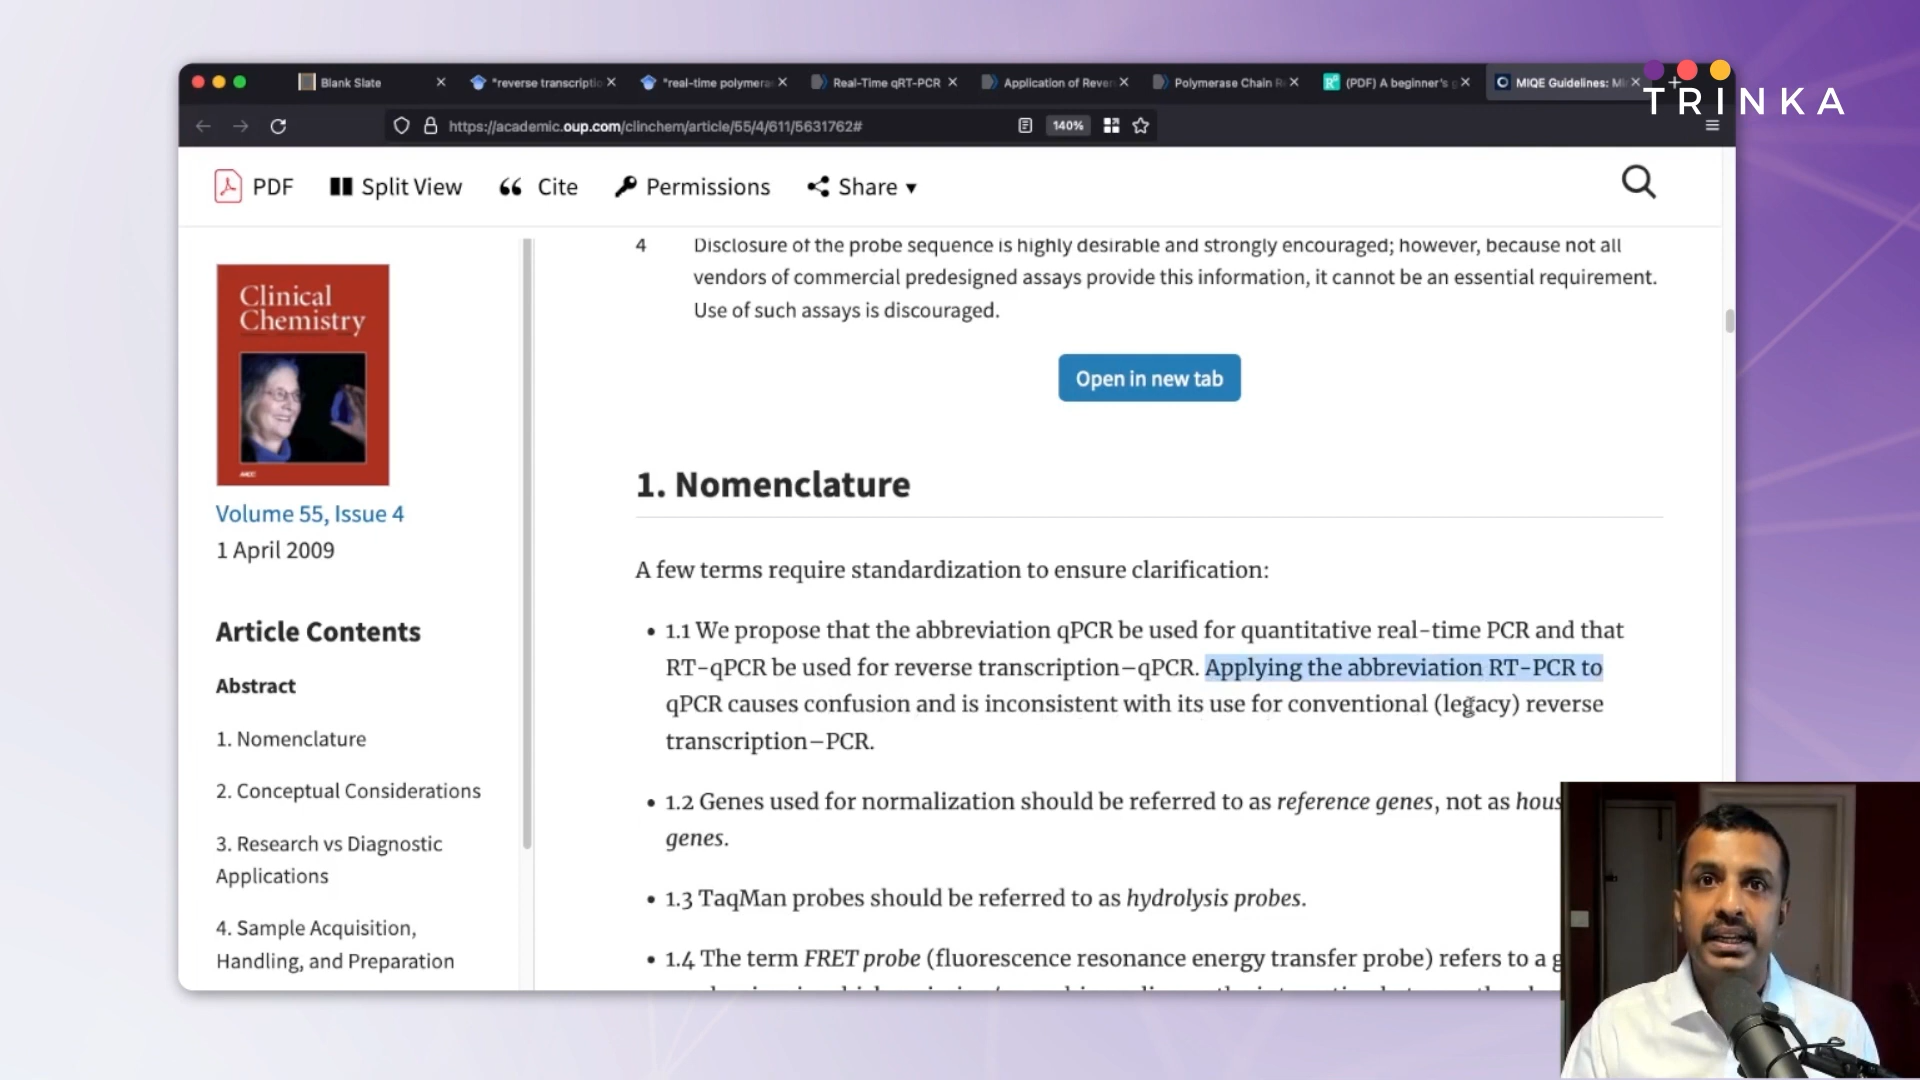 TRINKA
Blank Slate
"reverse transcriptio
"real-time polymera
Real-Time qRT-PCR
Application of Rever
Polymerase Chain R
(PDF) A beginner's g
MIQE Guidelines: Mi
https://academic.oup.com/clinchem/article/55/4/611/5631762#
140%
PDF
Split View
Cite
Permissions
Share
Clinical
Chemistry
AACC
Volume 55, Issue 4
1 April 2009
Article Contents
Abstract
1. Nomenclature
2. Conceptual Considerations
3. Research vs Diagnostic
Applications
4. Sample Acquisition,
Handling, and Preparation
4 Disclosure of the probe sequence is highly desirable and strongly encouraged; however, because not all
vendors of commercial predesigned assays provide this information, it cannot be an essential requirement.
Use of such assays is discouraged.
Open in new tab
1. Nomenclature
A few terms require standardization to ensure clarification:
• 1.1 We propose that the abbreviation qPCR be used for quantitative real-time PCR and that
RT-qPCR be used for reverse transcription–qPCR. Applying the abbreviation RT-PCR to
qPCR causes confusion and is inconsistent with its use for conventional (legacy) reverse
transcription–PCR.
• 1.2 Genes used for normalization should be referred to as reference genes, not as hous
genes.
• 1.3 TaqMan probes should be referred to as hydrolysis probes.
• 1.4 The term FRET probe (fluorescence resonance energy transfer probe) refers to a g